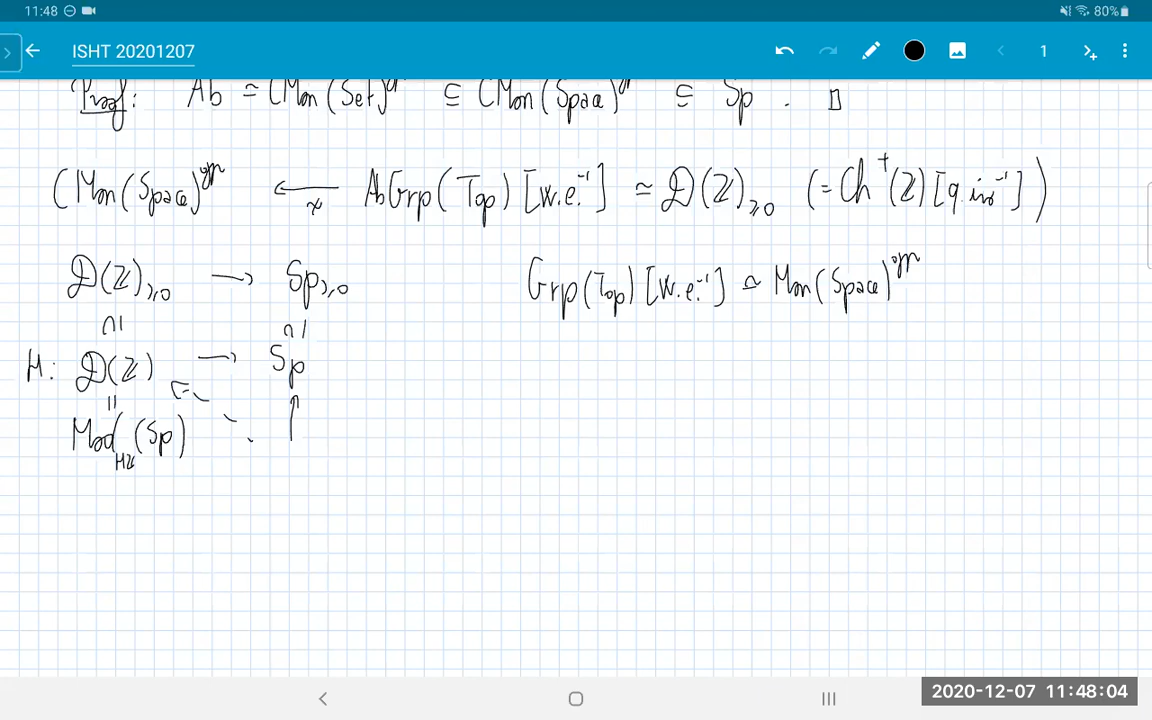 11:48 80%
ISHT 20201207 1
Proof: Ab ≃ CMon(Set)^gp ⊆ CMon(Space)^gp ⊆ Sp . □
CMon(Space)^gp ⟵≄ AbGrp(Top)[w.e.⁻¹] ≃ D(ℤ)≥0 (= Ch⁺(ℤ)[q.iso⁻¹])
D(ℤ)≥0 → Sp≥0 Grp(Top)[w.e.⁻¹] ≃ Mon(Space)^gp
∩| ∩|
H: D(ℤ) → Sp
|| ↑
Mod_Hℤ(Sp)
2020-12-07 11:48:04